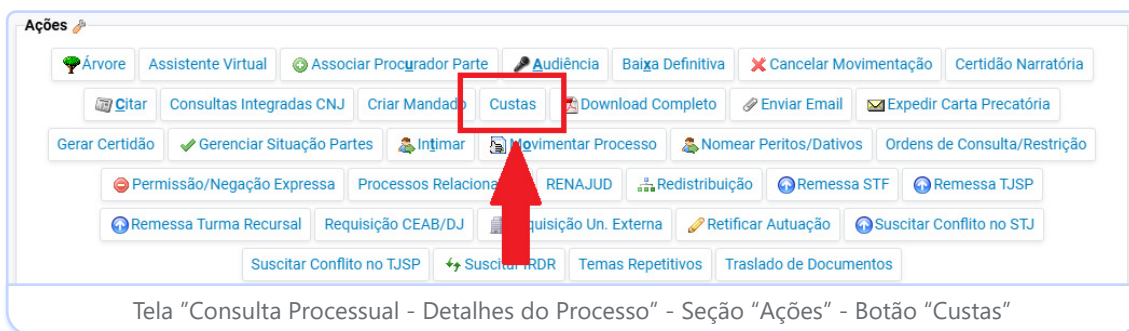 Ações
Árvore Assistente Virtual Associar Procurador Parte Audiência Baixa Definitiva Cancelar Movimentação Certidão Narratória
Citar Consultas Integradas CNJ Criar Mandado Custas Download Completo Enviar Email Expedir Carta Precatória
Gerar Certidão Gerenciar Situação Partes Intimar Movimentar Processo Nomear Peritos/Dativos Ordens de Consulta/Restrição
Permissão/Negação Expressa Processos RENAJUD Redistribuição Remessa STF Remessa TJSP
Remessa Turma Recursal Requisição CEAB/DJ Un. Externa Retificar Autuação Suscitar Conflito no STJ
Suscitar Conflito no TJSP IRDR Temas Repetitivos Traslado de Documentos
Tela "Consulta Processual - Detalhes do Processo" - Seção "Ações" - Botão "Custas"